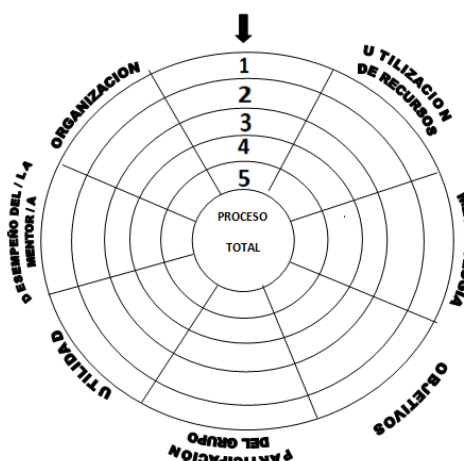 1
2
3
4
5
PROCESO
TOTAL
UTILIZACION
DE RECURSOS
OBJETIVOS
PARTICIPACIÓN
DEL GRUPO
UTILIDAD
DESEMPEÑO DEL / LA
MENTOR / A
ORGANIZACION